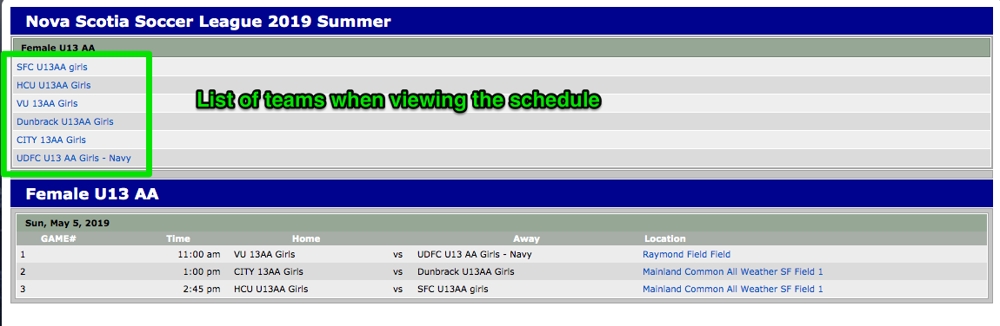 Nova Scotia Soccer League 2019 Summer
Female U13 AA
SFC U13AA girls
HCU U13AA Girls
VU 13AA Girls
List of teams when viewing the schedule
Dunbrack U13AA Girls
CITY 13AA Girls
UDFC U13 AA Girls - Navy
Female U13 AA
Sun, May 5, 2019
GAME# Time Home Away Location
1 11:00 am VU 13AA Girls vs UDFC U13 AA Girls - Navy Raymond Field Field
2 1:00 pm CITY 13AA Girls vs Dunbrack U13AA Girls Mainland Common All Weather SF Field 1
3 2:45 pm HCU U13AA Girls vs SFC U13AA girls Mainland Common All Weather SF Field 1